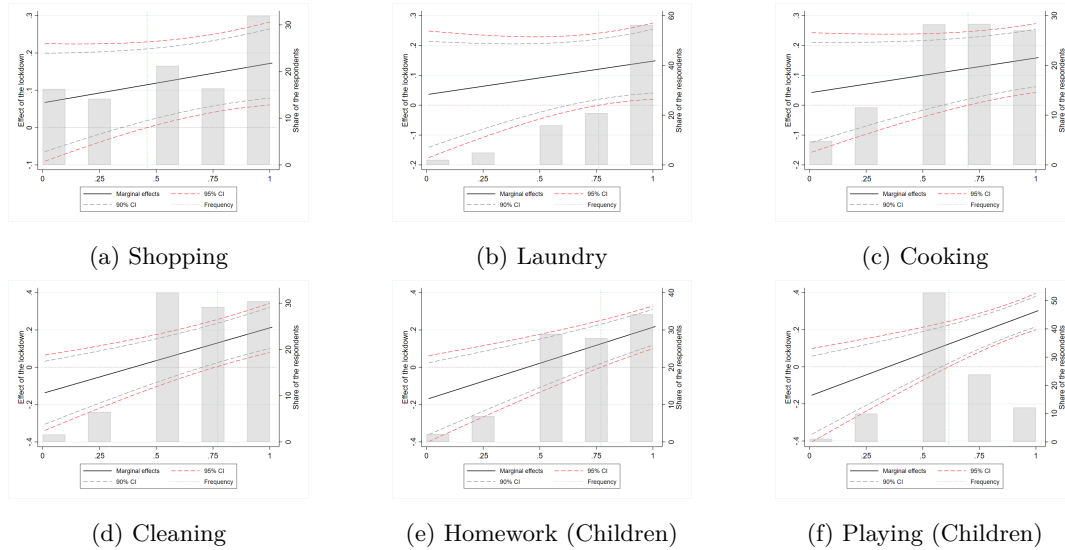 .3
.2
.1
0
-.1
Effect of the lockdown
30
20
10
0
Share of the respondents
0 .25 .5 .75 1
Marginal effects 95% CI
90% CI Frequency
(a) Shopping
.3
.2
.1
0
-.1
-.2
Effect of the lockdown
60
40
20
0
Share of the respondents
0 .25 .5 .75 1
Marginal effects 95% CI
90% CI Frequency
(b) Laundry
.3
.2
.1
0
-.1
-.2
Effect of the lockdown
30
20
10
0
Share of the respondents
0 .25 .5 .75 1
Marginal effects 95% CI
90% CI Frequency
(c) Cooking
.4
.2
0
-.2
-.4
Effect of the lockdown
30
20
10
0
Share of the respondents
0 .25 .5 .75 1
Marginal effects 95% CI
90% CI Frequency
(d) Cleaning
.4
.2
0
-.2
-.4
Effect of the lockdown
40
30
20
10
0
Share of the respondents
0 .25 .5 .75 1
Marginal effects 95% CI
90% CI Frequency
(e) Homework (Children)
.4
.2
0
-.2
-.4
Effect of the lockdown
50
40
30
20
10
0
Share of the respondents
0 .25 .5 .75 1
Marginal effects 95% CI
90% CI Frequency
(f) Playing (Children)